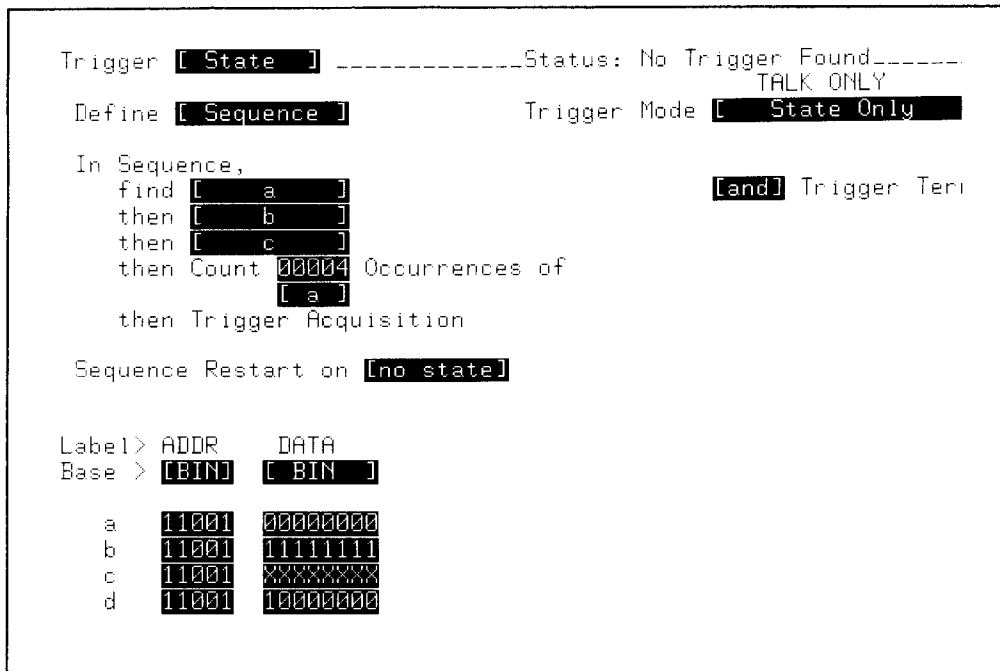 Trigger [ State ] _____________Status: No Trigger Found______
TALK ONLY
Define [ Sequence ] Trigger Mode [ State Only
In Sequence,
find [ a ] [and] Trigger
then [ b ]
then [ c ]
then Count 00004 Occurrences of
[ a ]
then Trigger Acquisition
Sequence Restart on [no state]
Label> ADDR DATA
Base > [BIN] [ BIN ]
a 11001 00000000
b 11001 11111111
c 11001 XXXXXXXX
d 11001 10000000